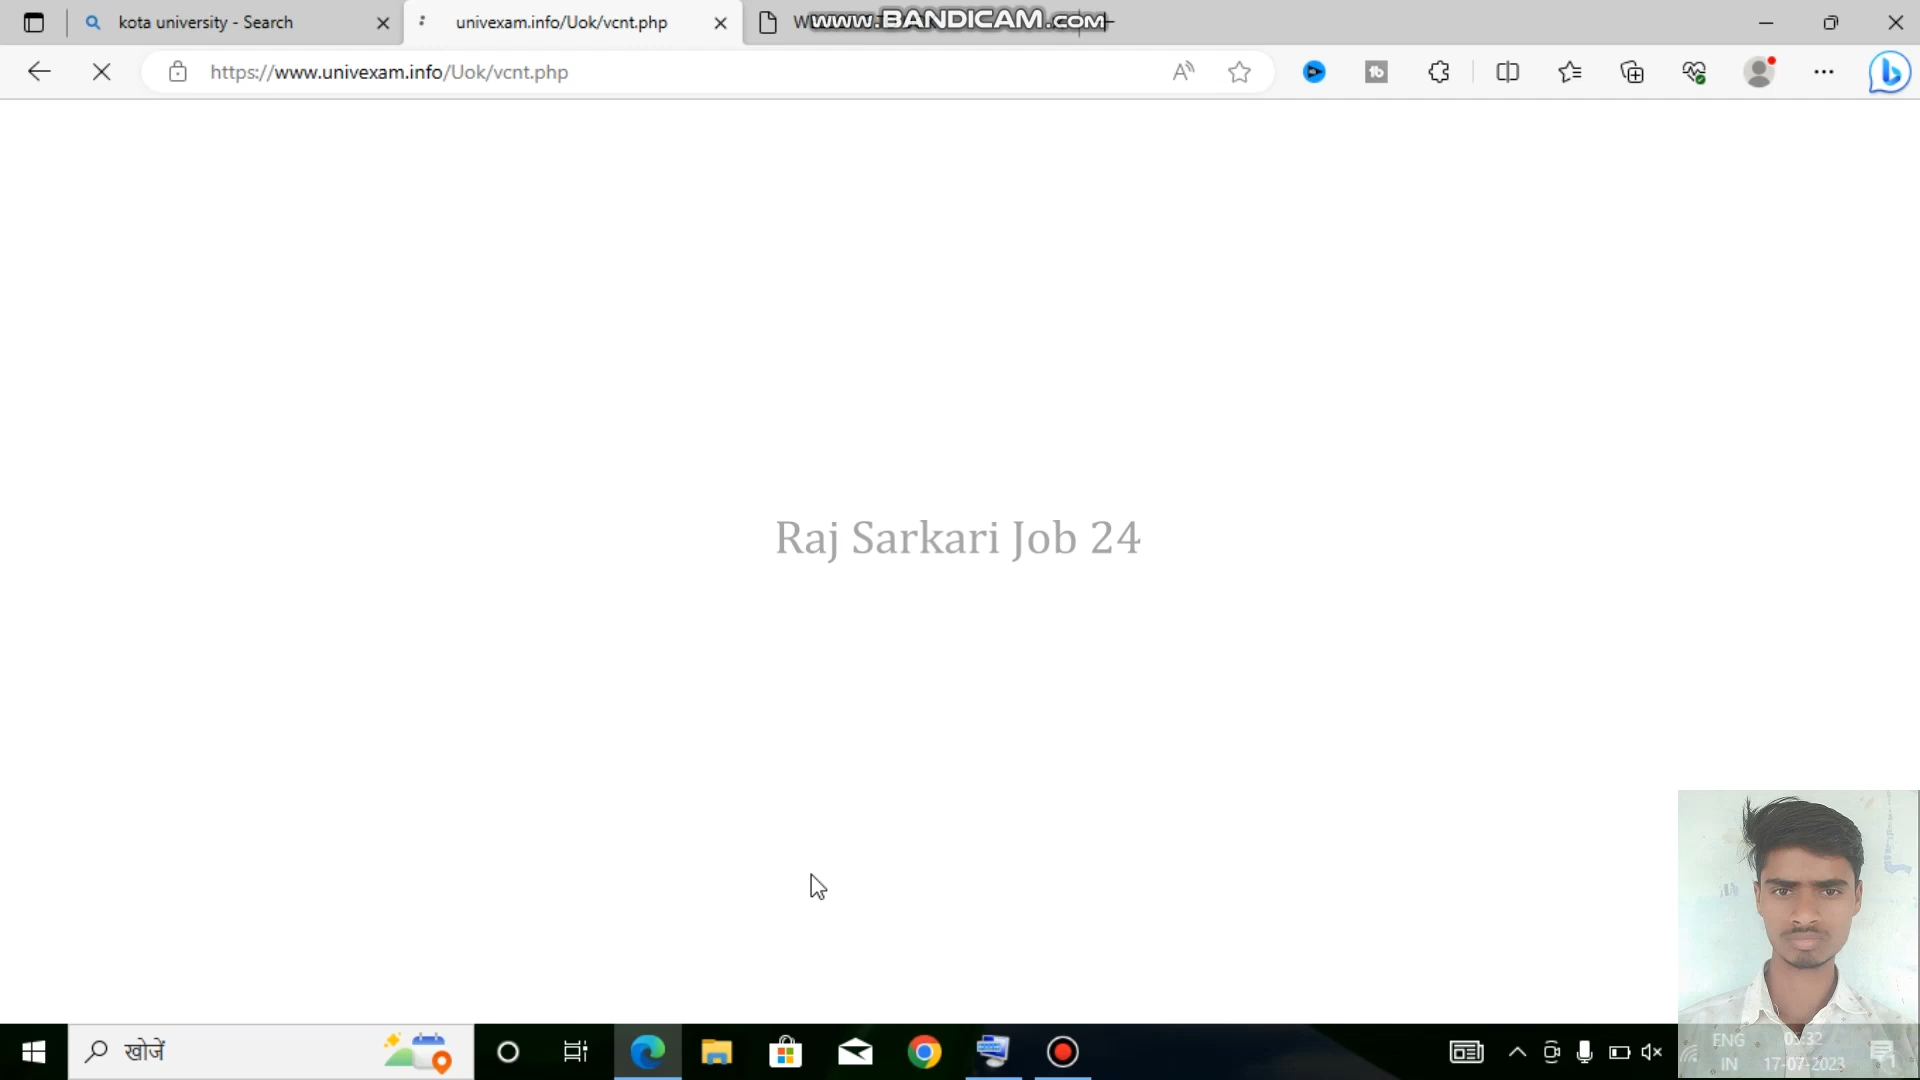 kota university - Search
univexam.info/Uok/vcnt.php
www.BANDICAM.com
https://www.univexam.info/Uok/vcnt.php
Raj Sarkari Job 24
खोजें
ENG
IN
17-07-2023